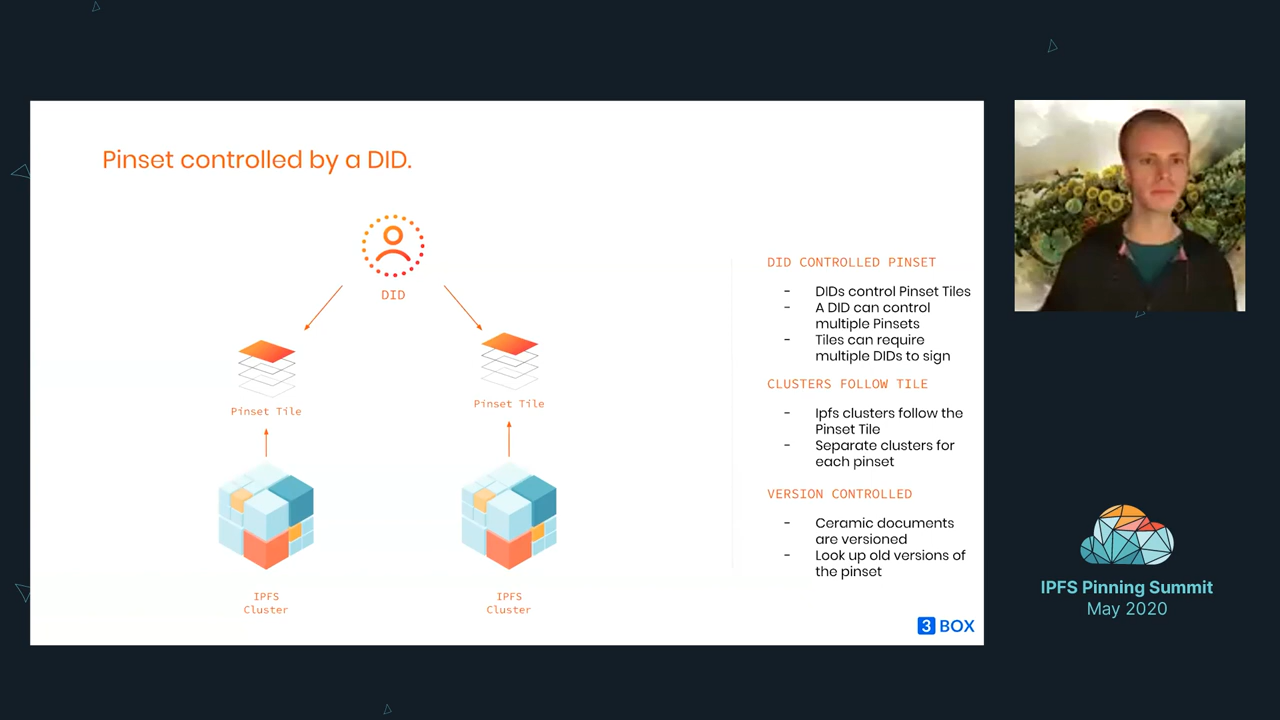 Pinset controlled by a DID.
DID
Pinset Tile
Pinset Tile
IPFS
Cluster
IPFS
Cluster
DID CONTROLLED PINSET
- DIDs control Pinset Tiles
- A DID can control
multiple Pinsets
- Tiles can require
multiple DIDs to sign
CLUSTERS FOLLOW TILE
- Ipfs clusters follow the
Pinset Tile
- Separate clusters for
each pinset
VERSION CONTROLLED
- Ceramic documents
are versioned
- Look up old versions of
the pinset
3 BOX
IPFS Pinning Summit
May 2020